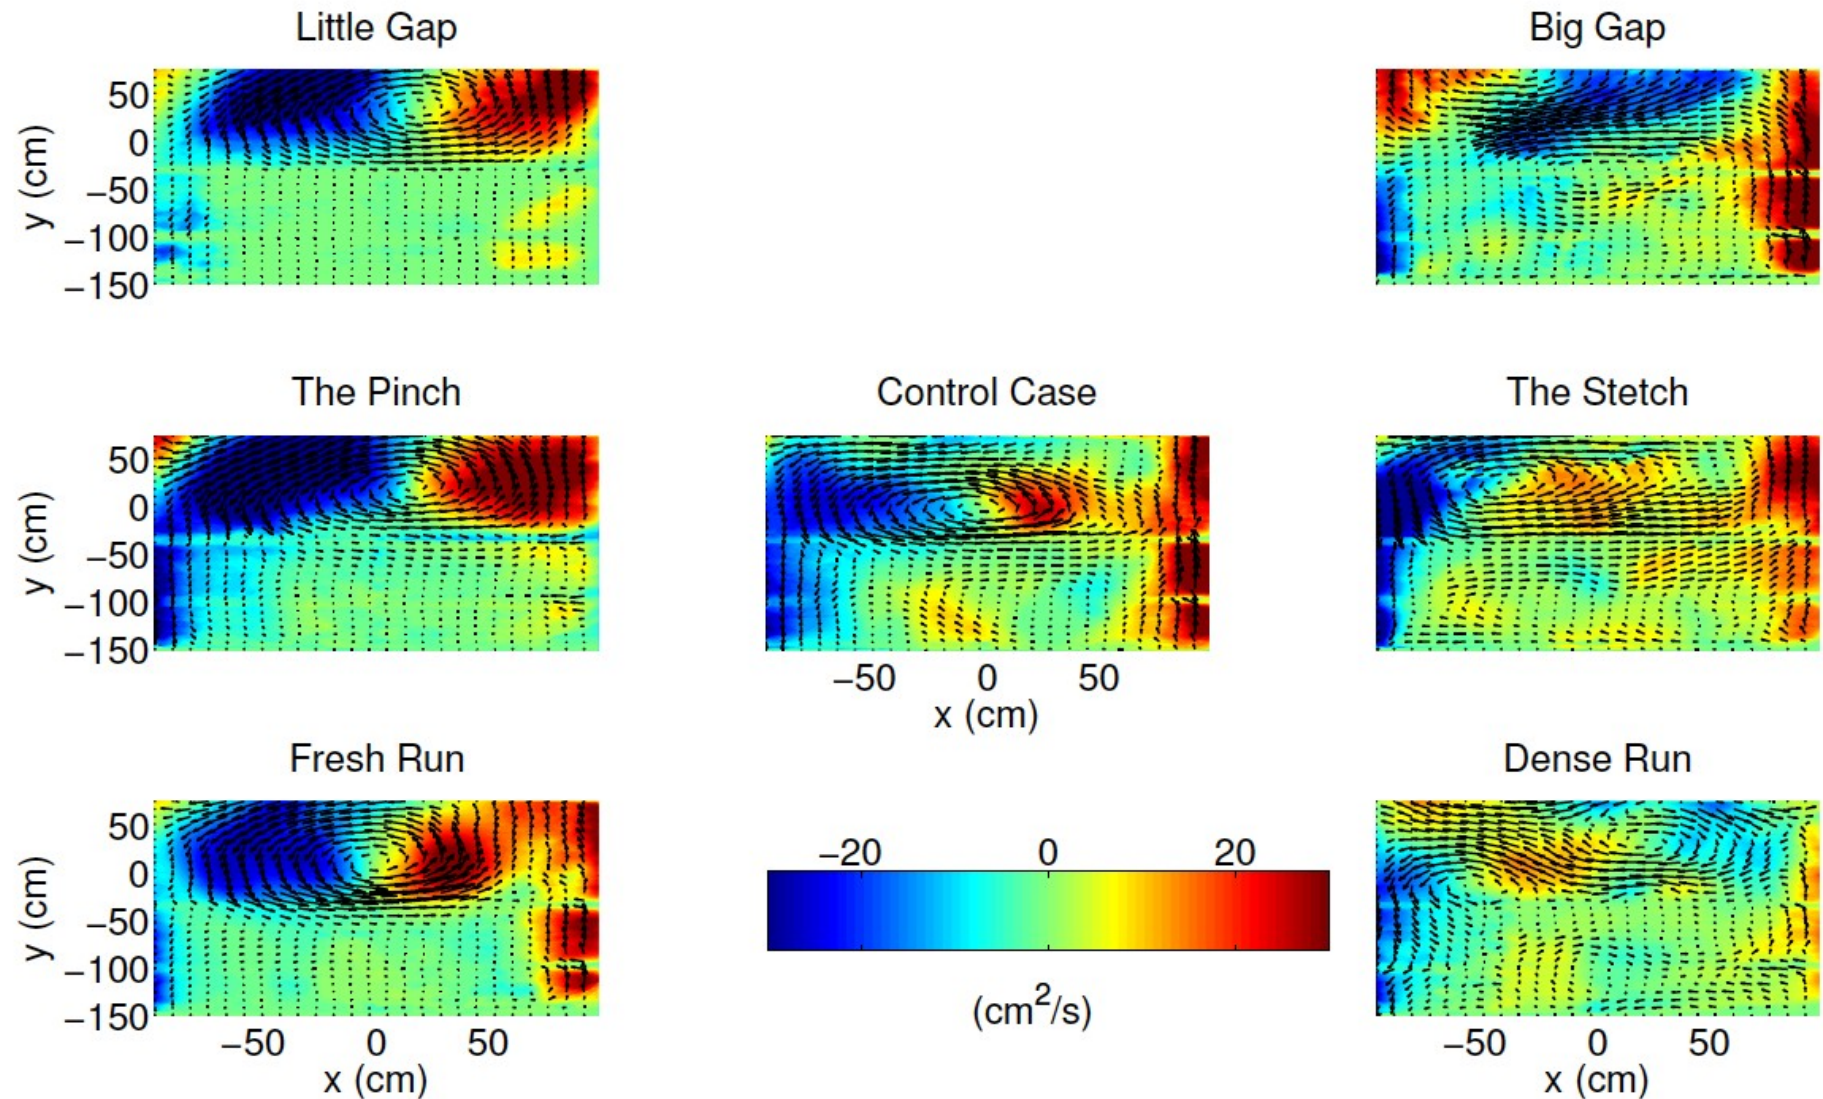 Little Gap
Big Gap
y (cm)
50
0
−50
−100
−150
The Pinch
Control Case
The Stetch
y (cm)
50
0
−50
−100
−150
−50 0 50
x (cm)
Fresh Run
Dense Run
y (cm)
50
0
−50
−100
−150
−50 0 50
x (cm)
−20 0 20
(cm²/s)
−50 0 50
x (cm)